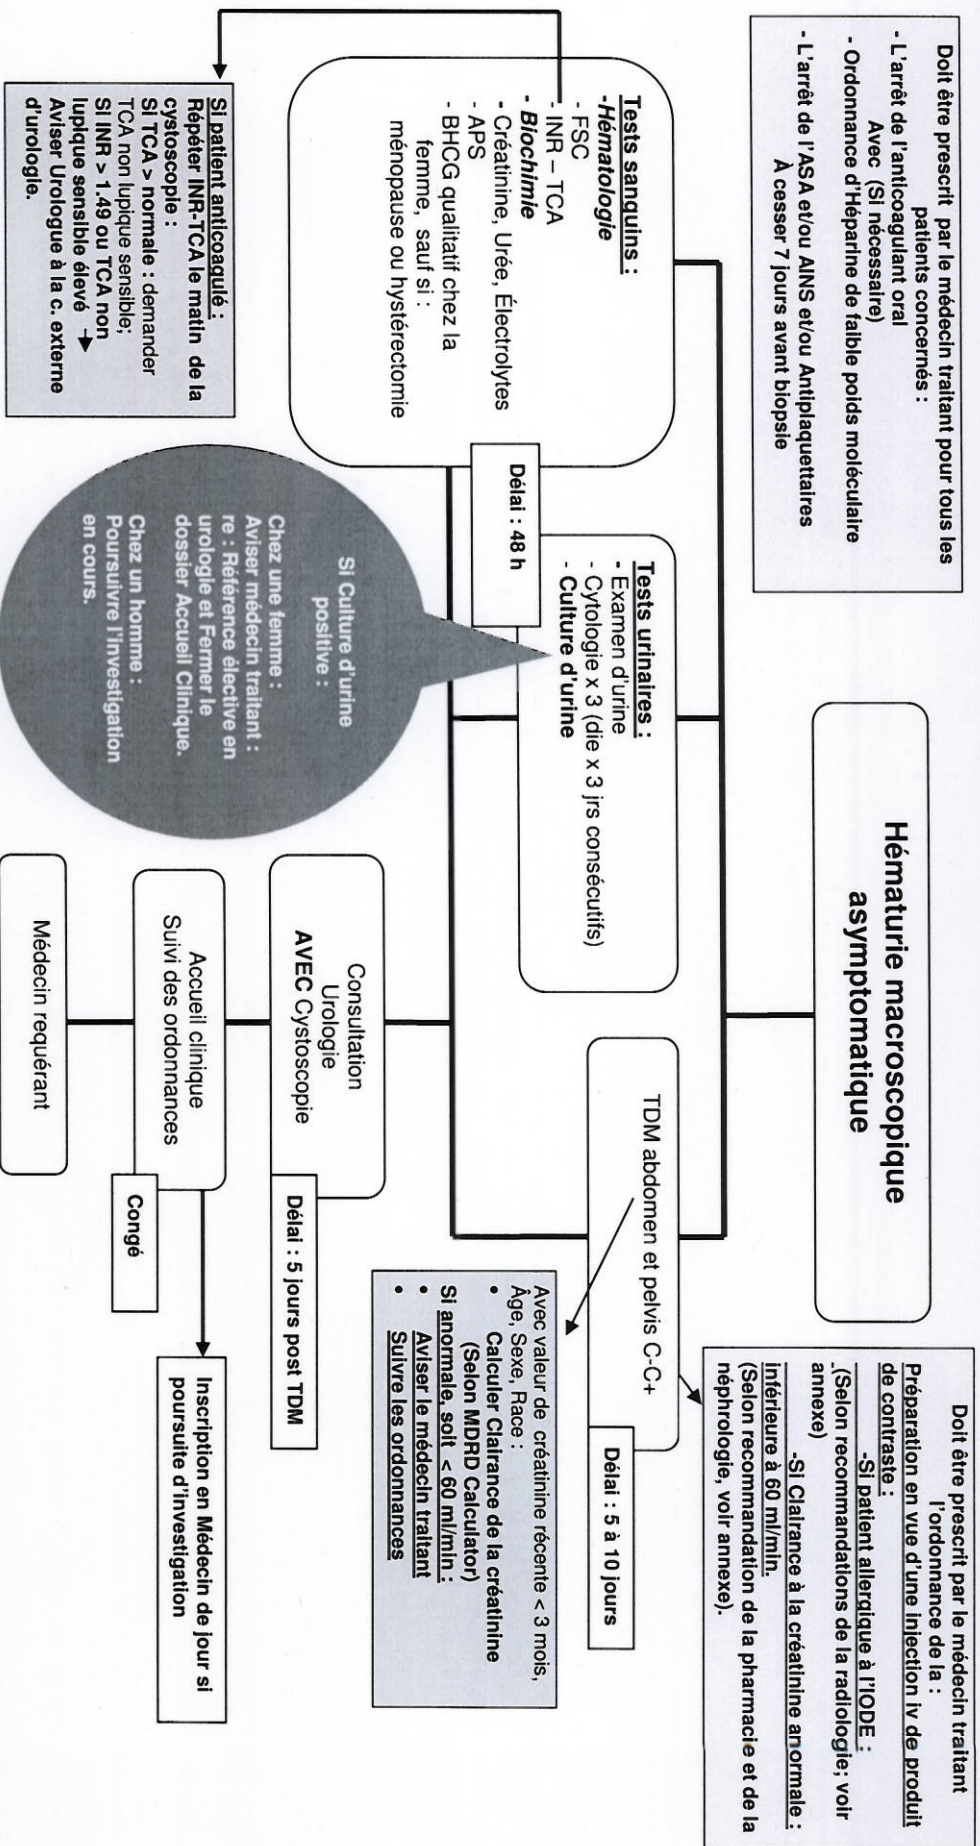 Hématurie macroscopique
asymptomatique
Doit être prescrit par le médecin traitant pour tous les
patients concernés :
- L'arrêt de l'anticoagulant oral
Avec (Si nécessaire)
- Ordonnance d'Héparine de faible poids moléculaire
- L'arrêt de l'ASA et/ou AINS et/ou Antiplaquettaires
À cesser 7 jours avant biopsie
Doit être prescrit par le médecin traitant
l'ordonnance de la :
Préparation en vue d'une injection iv de produit
de contraste :
-Si patient allergique à l'IODE :
(Selon recommandations de la radiologie; voir
annexe)
-Si Clairance à la créatinine anormale :
inférieure à 60 ml/min.
(Selon recommandation de la pharmacie et de la
néphrologie, voir annexe).
Tests sanguins :
-Hématologie
- FSC
- INR – TCA
- Biochimie
- Créatinine, Urée, Électrolytes
- APS
- BHCG qualitatif chez la
femme, sauf si :
ménopause ou hystérectomie
Délai : 48 h
Tests urinaires :
- Examen d'urine
- Cytologie x 3 (die x 3 jrs consécutifs)
- Culture d'urine
TDM abdomen et pelvis C-C+
Délai : 5 à 10 jours
Si patient anticoagulé :
Répéter INR-TCA le matin de la
cystoscopie :
Si TCA > normale : demander
TCA non lupique sensible;
Si INR > 1.49 ou TCA non
lupique sensible élevé →
Aviser Urologue à la c. externe
d'urologie.
Si Culture d'urine
positive :
Chez une femme :
Aviser médecin traitant :
re : Référence élective en
urologie et Fermer le
dossier Accueil Clinique.
Chez un homme :
Poursuivre l'investigation
en cours.
Avec valeur de créatinine récente < 3 mois,
Âge, Sexe, Race :
• Calculer Clairance de la créatinine
(Selon MDRD Calculator)
Si anormale, soit < 60 ml/min :
• Aviser le médecin traitant
• Suivre les ordonnances
Consultation
Urologie
AVEC Cystoscopie
Délai : 5 jours post TDM
Accueil clinique
Suivi des ordonnances
Congé
Inscription en Médecin de jour si
poursuite d'investigation
Médecin requérant